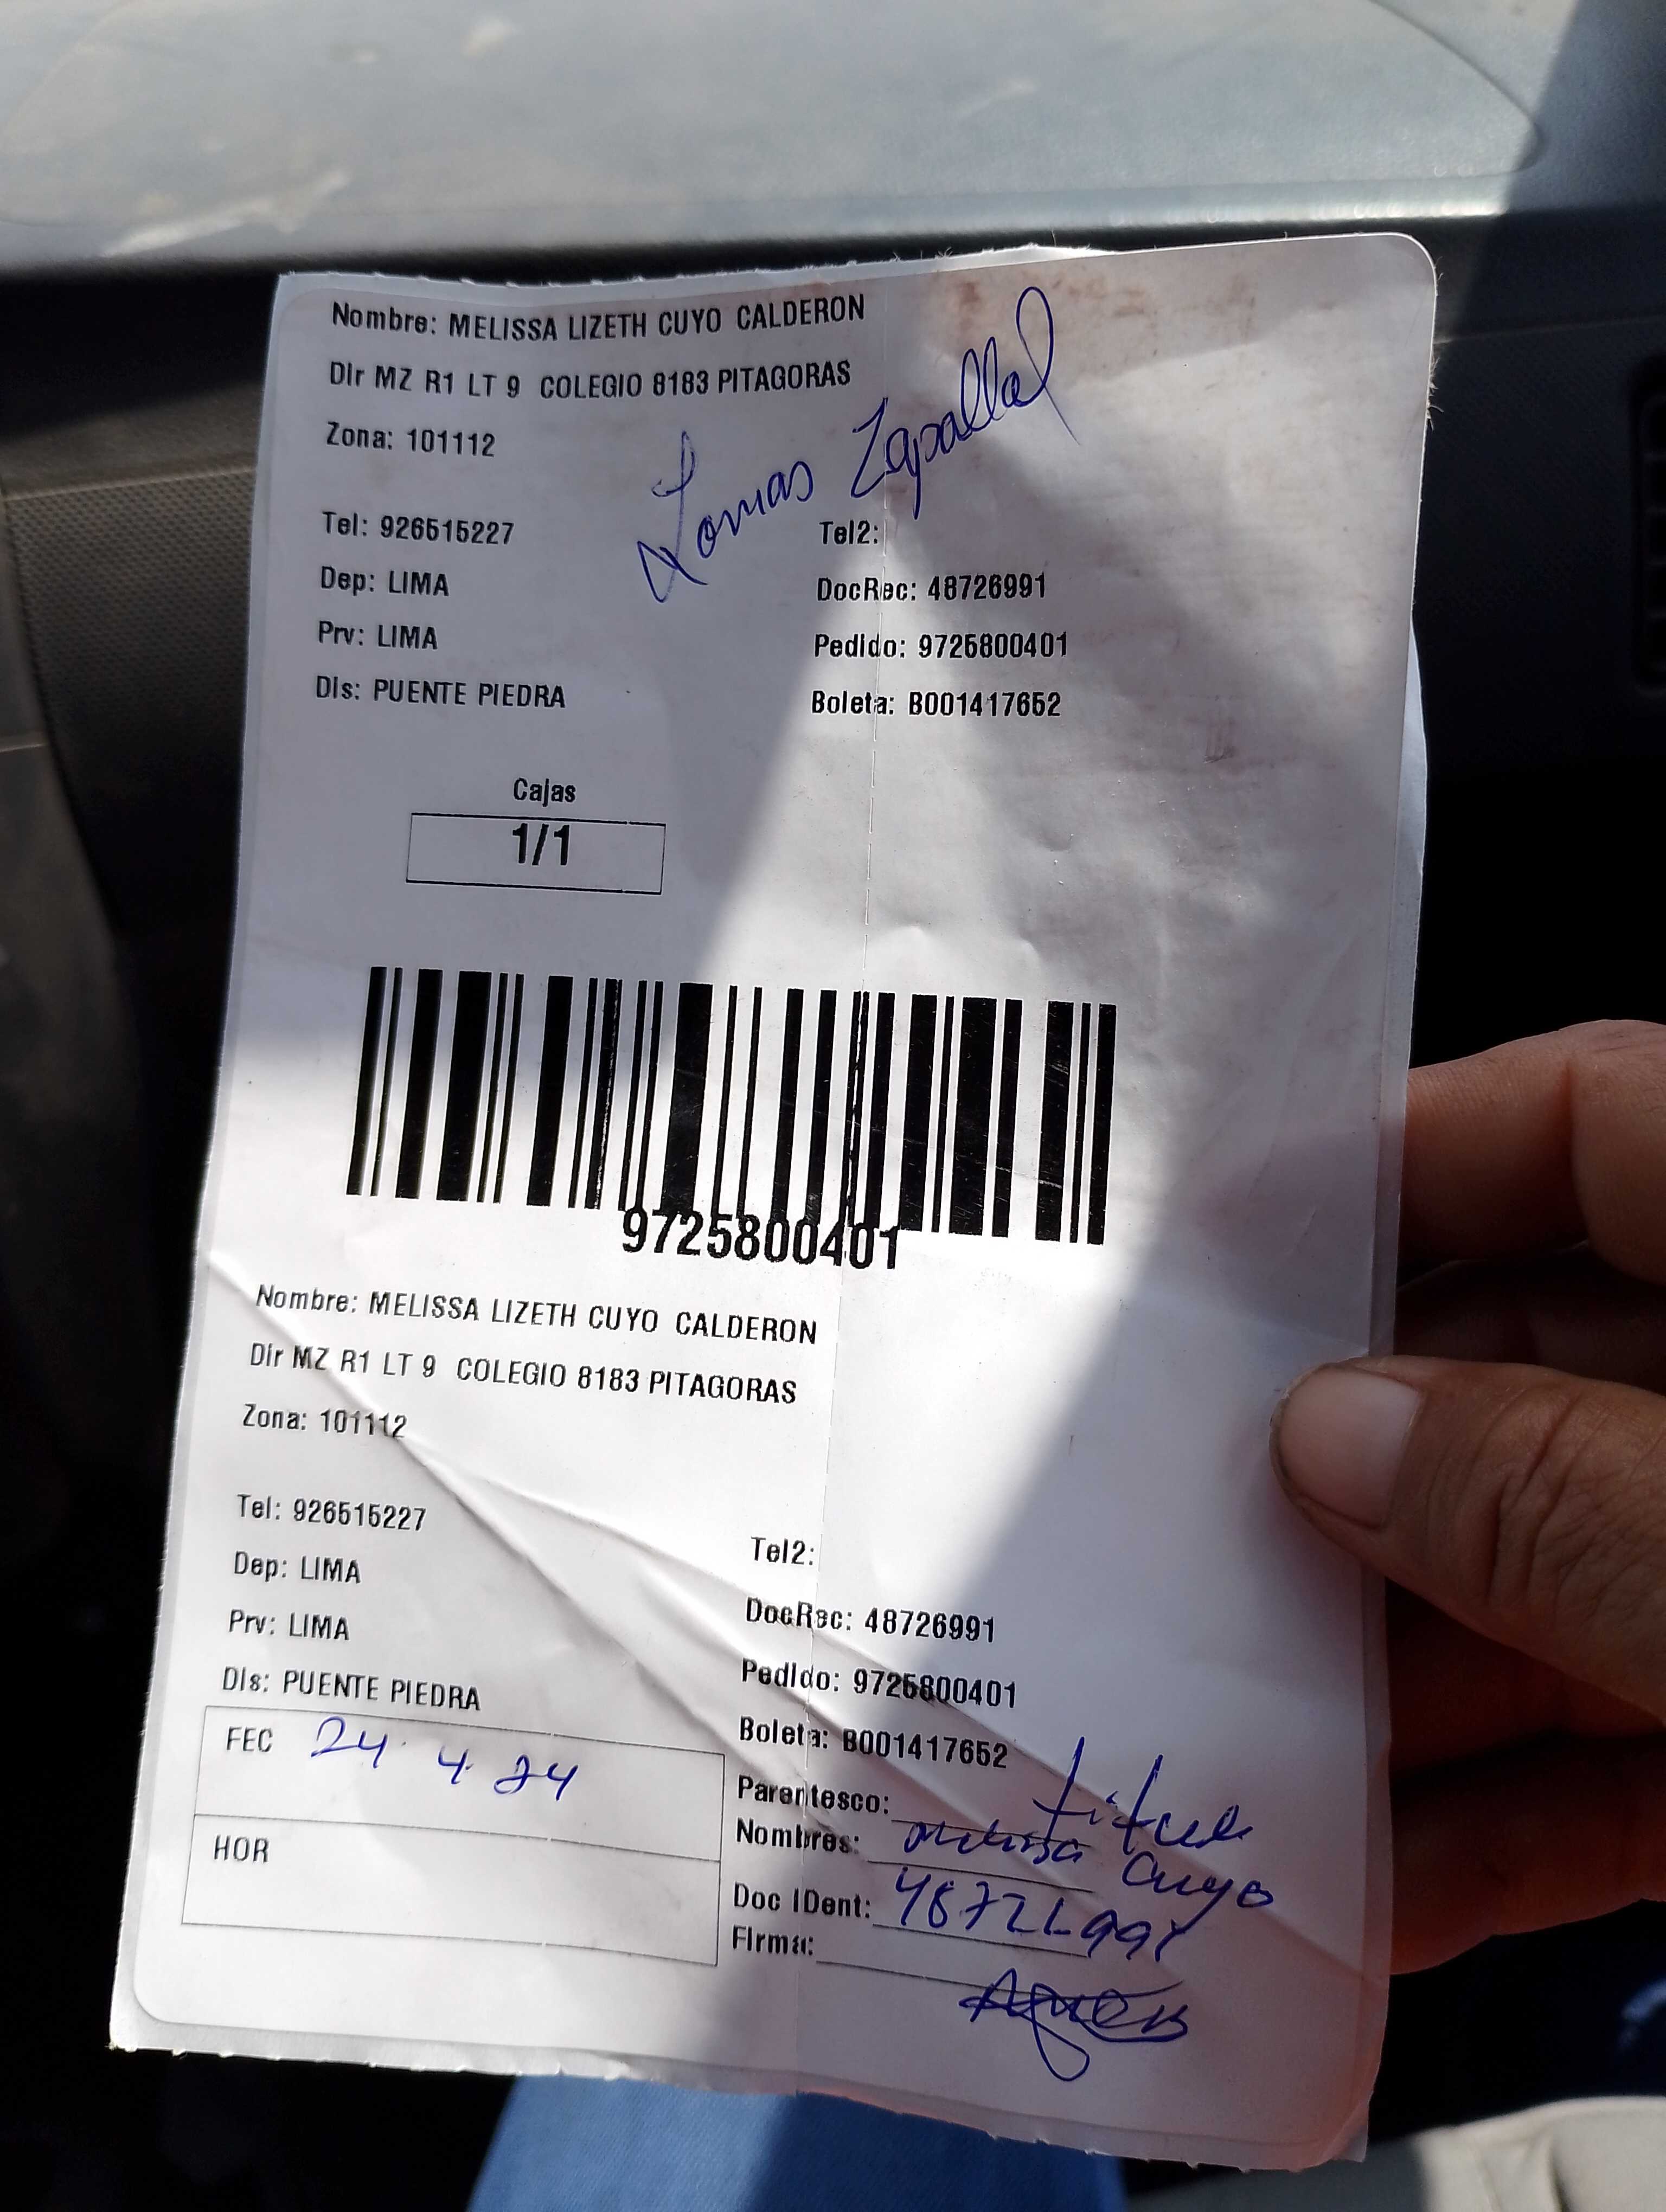 Nombre: MELISSA LIZETH CUYO CALDERON
Dir MZ R1 LT 9 COLEGIO 8183 PITAGORAS
Zona: 101112
Lomas Zapallal
Tel: 926515227
Tel2:
Dep: LIMA
DocRec: 48726991
Prv: LIMA
Pedido: 9725800401
Dis: PUENTE PIEDRA
Boleta: B001417652
Cajas
1/1
9725800401
Nombre: MELISSA LIZETH CUYO CALDERON
Dir MZ R1 LT 9 COLEGIO 8183 PITAGORAS
Zona: 101112
Tel: 926515227
Tel2:
Dep: LIMA
DocRec: 48726991
Prv: LIMA
Pedido: 9725800401
Dis: PUENTE PIEDRA
Boleta: B001417652
FEC 24 4 24
HOR
Parentesco:
Nombres: Melissa Cuyo
Doc IDent: 48726991
Firma: